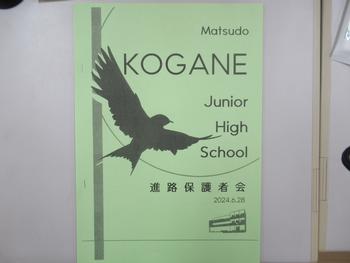 Matsudo
KOGANE
Junior
High
School
進路保護者会
2024.6.28